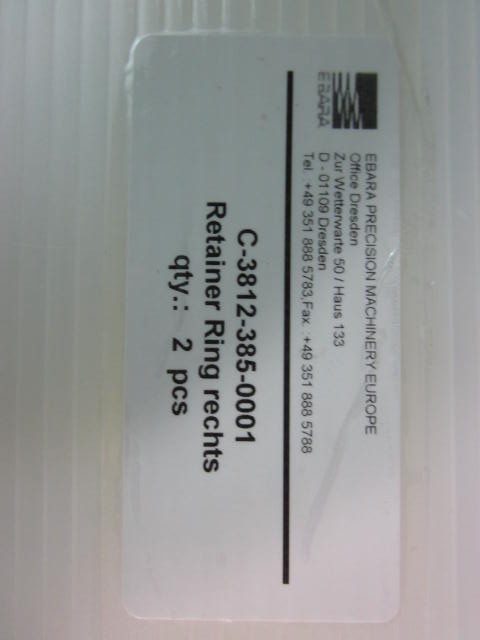 EBARA
EBARA PRECISION MACHINERY EUROPE
Office Dresden
Zur Wetterwarte 50 / Haus 133
D - 01109 Dresden
Tel. :+49 351 888 5783,Fax. :+49 351 888 5788
C-3812-385-0001
Retainer Ring rechts
qty.: 2 pcs